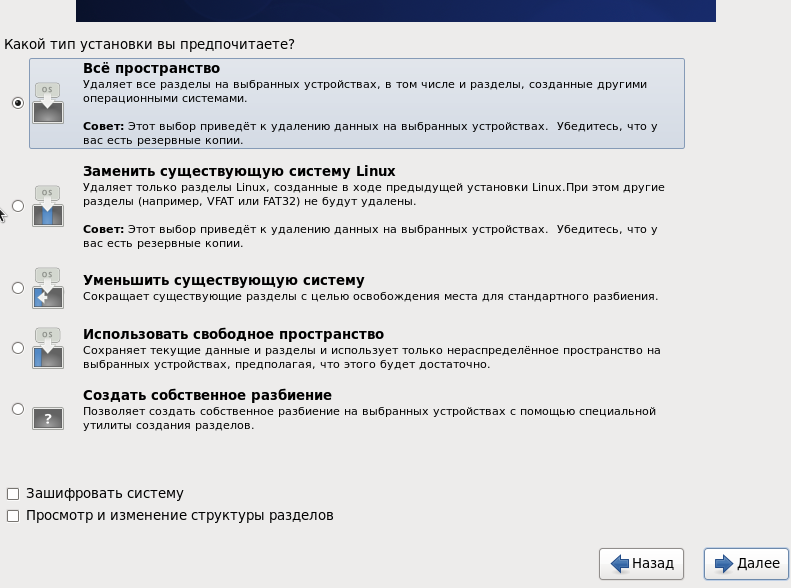 Какой тип установки вы предпочитаете?
Всё пространство
Удаляет все разделы на выбранных устройствах, в том числе и разделы, созданные другими
операционными системами.
Совет: Этот выбор приведёт к удалению данных на выбранных устройствах. Убедитесь, что у
вас есть резервные копии.
OS
Заменить существующую систему Linux
Удаляет только разделы Linux, созданные в ходе предыдущей установки Linux.При этом другие
разделы (например, VFAT или FAT32) не будут удалены.
Совет: Этот выбор приведёт к удалению данных на выбранных устройствах. Убедитесь, что у
вас есть резервные копии.
OS
Уменьшить существующую систему
Сокращает существующие разделы с целью освобождения места для стандартного разбиения.
OS
Использовать свободное пространство
Сохраняет текущие данные и разделы и использует только нераспределённое пространство на
выбранных устройствах, предполагая, что этого будет достаточно.
OS
Создать собственное разбиение
Позволяет создать собственное разбиение на выбранных устройствах с помощью специальной
утилиты создания разделов.
?
Зашифровать систему
Просмотр и изменение структуры разделов
Назад
Далее